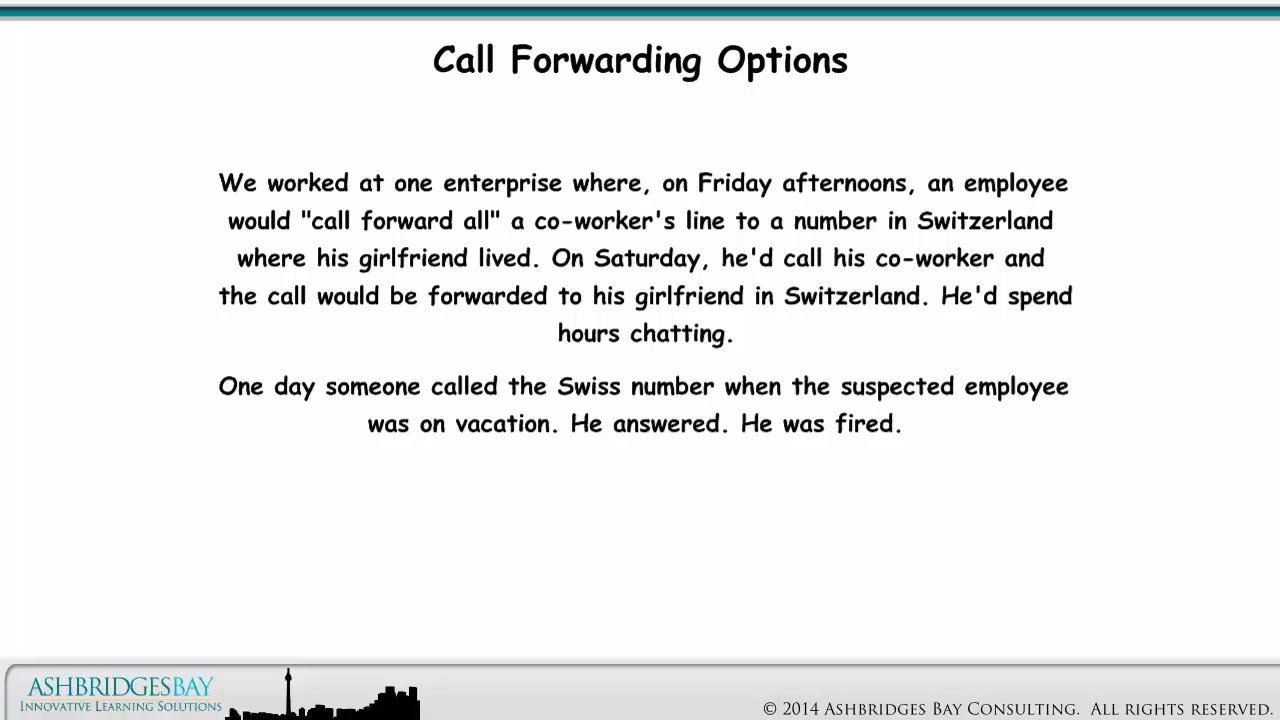 Call Forwarding Options
We worked at one enterprise where, on Friday afternoons, an employee
would "call forward all" a co-worker's line to a number in Switzerland
where his girlfriend lived. On Saturday, he'd call his co-worker and
the call would be forwarded to his girlfriend in Switzerland. He'd spend
hours chatting.
One day someone called the Swiss number when the suspected employee
was on vacation. He answered. He was fired.
ASHBRIDGESBAY
INNOVATIVE LEARNING SOLUTIONS
© 2014 ASHBRIDGES BAY CONSULTING. ALL RIGHTS RESERVED.